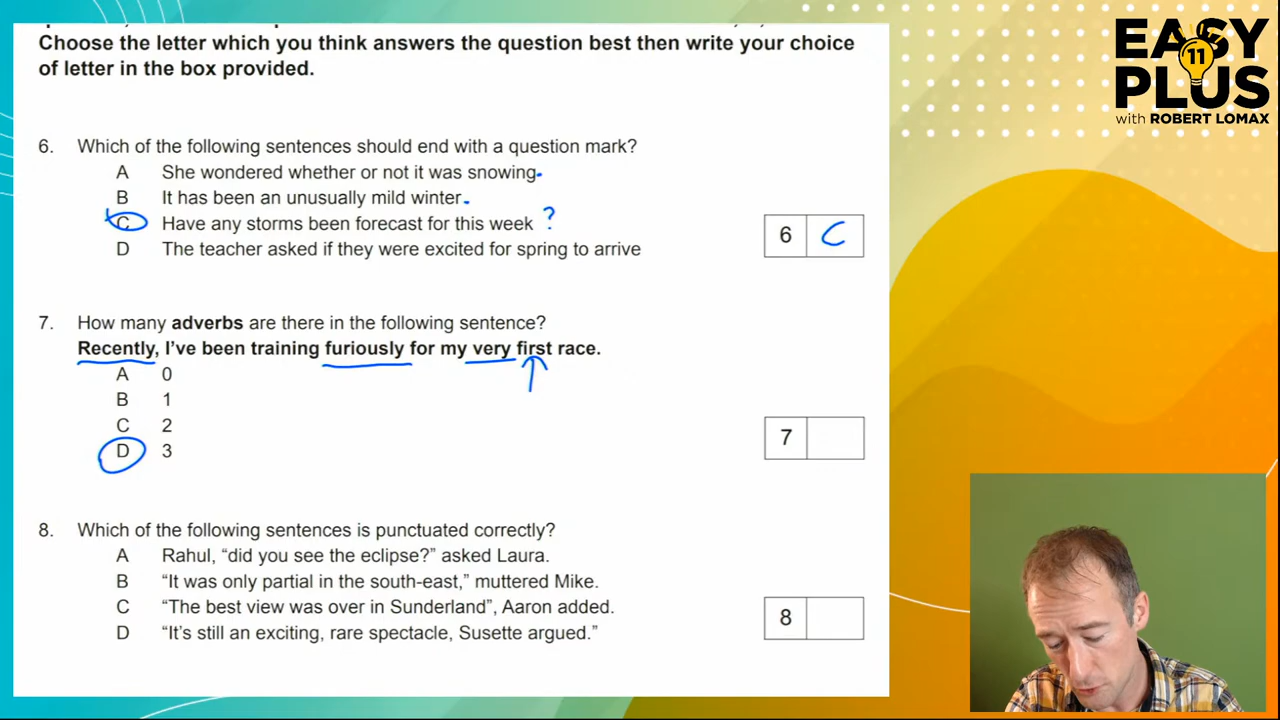 Choose the letter which you think answers the question best then write your choice
of letter in the box provided.
6. Which of the following sentences should end with a question mark?
A She wondered whether or not it was snowing.
B It has been an unusually mild winter.
C Have any storms been forecast for this week ?
D The teacher asked if they were excited for spring to arrive
6 C
7. How many adverbs are there in the following sentence?
Recently, I've been training furiously for my very first race.
A 0
B 1
C 2
D 3
7
8. Which of the following sentences is punctuated correctly?
A Rahul, “did you see the eclipse?” asked Laura.
B “It was only partial in the south-east,” muttered Mike.
C “The best view was over in Sunderland”, Aaron added.
D “It’s still an exciting, rare spectacle, Susette argued.”
8
EASY
11
PLUS
with ROBERT LOMAX